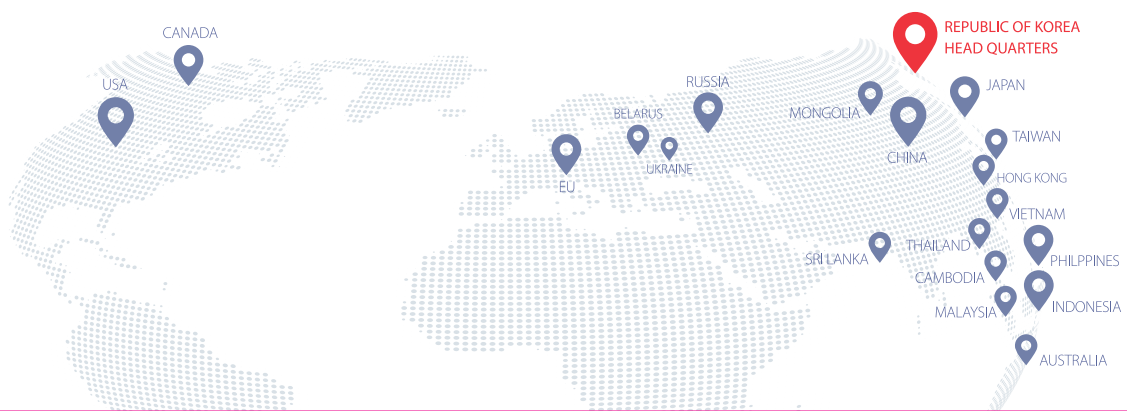 CANADA
USA
REPUBLIC OF KOREA
HEAD QUARTERS
RUSSIA
JAPAN
MONGOLIA
BELARUS
TAIWAN
CHINA
UKRAINE
HONG KONG
EU
VIETNAM
THAILAND
SRI LANKA
PHILPPINES
CAMBODIA
INDONESIA
MALAYSIA
AUSTRALIA